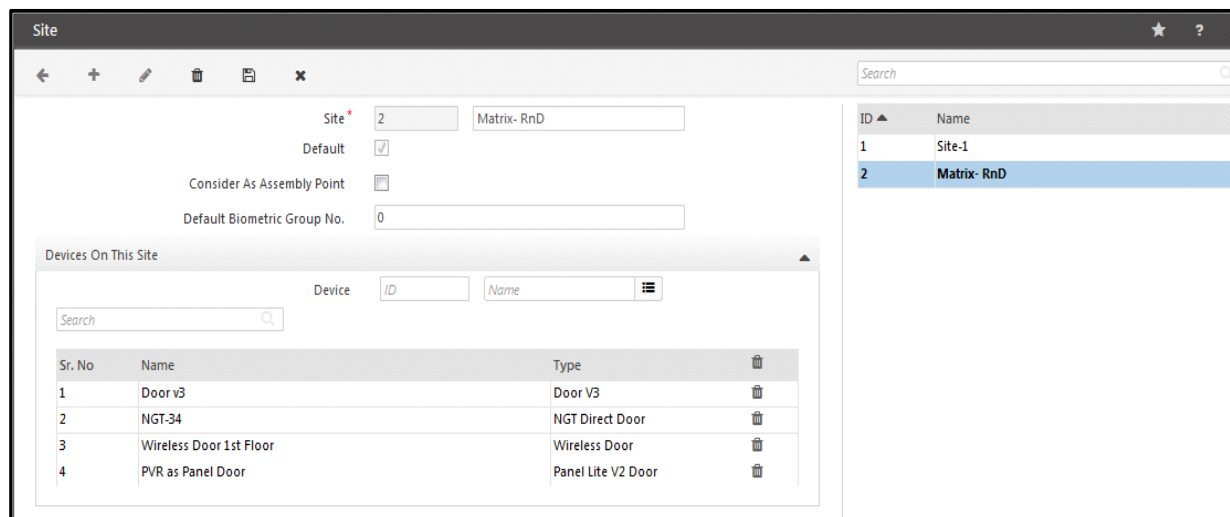 Site
?
Search
Site* 2 Matrix- RnD
Default
Consider As Assembly Point
Default Biometric Group No. 0
ID Name
1 Site-1
2 Matrix- RnD
Devices On This Site
Device ID Name
Search
Sr. No Name Type
1 Door v3 Door V3
2 NGT-34 NGT Direct Door
3 Wireless Door 1st Floor Wireless Door
4 PVR as Panel Door Panel Lite V2 Door